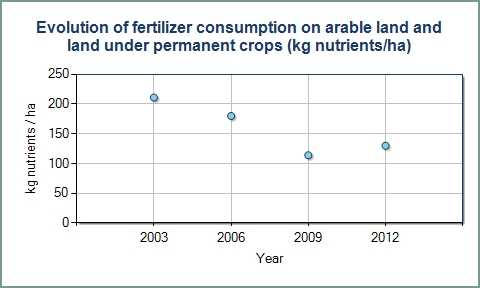 Evolution of fertilizer consumption on arable land and
land under permanent crops (kg nutrients/ha)
kg nutrients / ha
250
200
150
100
50
0
2003 2006 2009 2012
Year